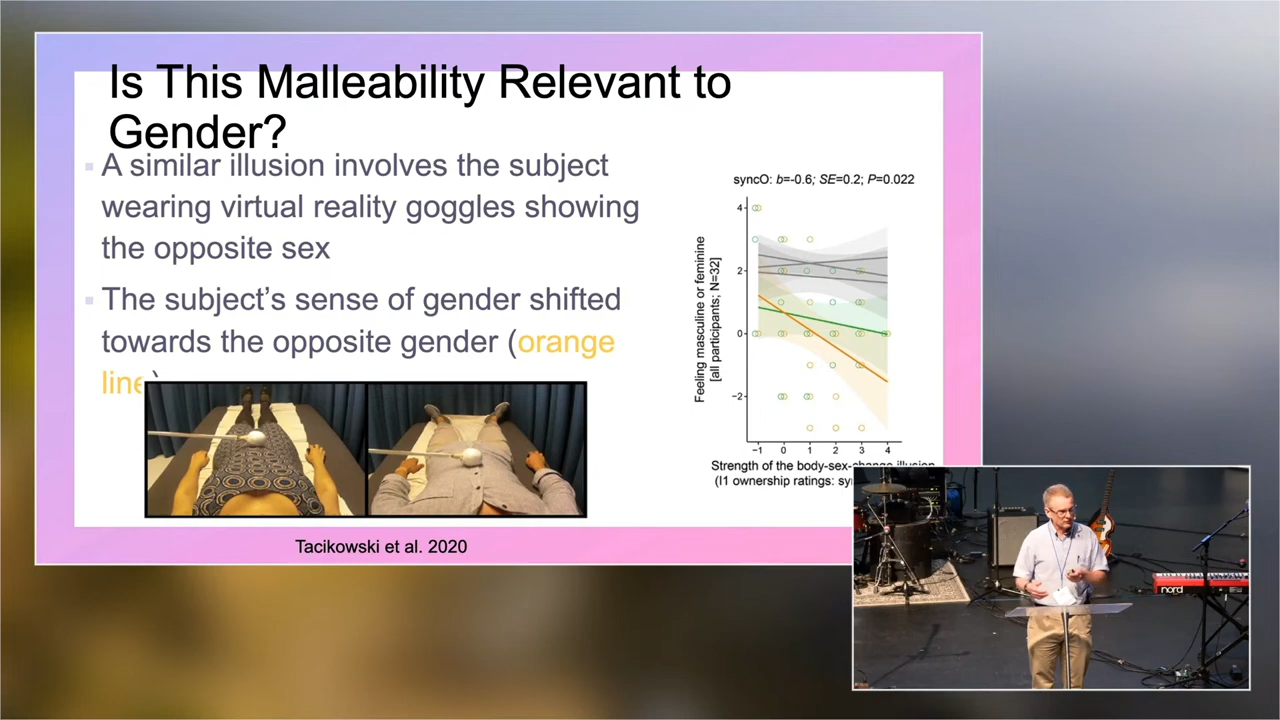 Is This Malleability Relevant to
Gender?
A similar illusion involves the subject
wearing virtual reality goggles showing
the opposite sex
The subject's sense of gender shifted
towards the opposite gender (orange
line)
Tacikowski et al. 2020
syncO: b=-0.6; SE=0.2; P=0.022
Feeling masculine or feminine
[all participants; N=32]
4
2
0
−2
−1 0 1 2 3 4
Strength of the body-sex-change illusion
(I1 ownership ratings:
nord